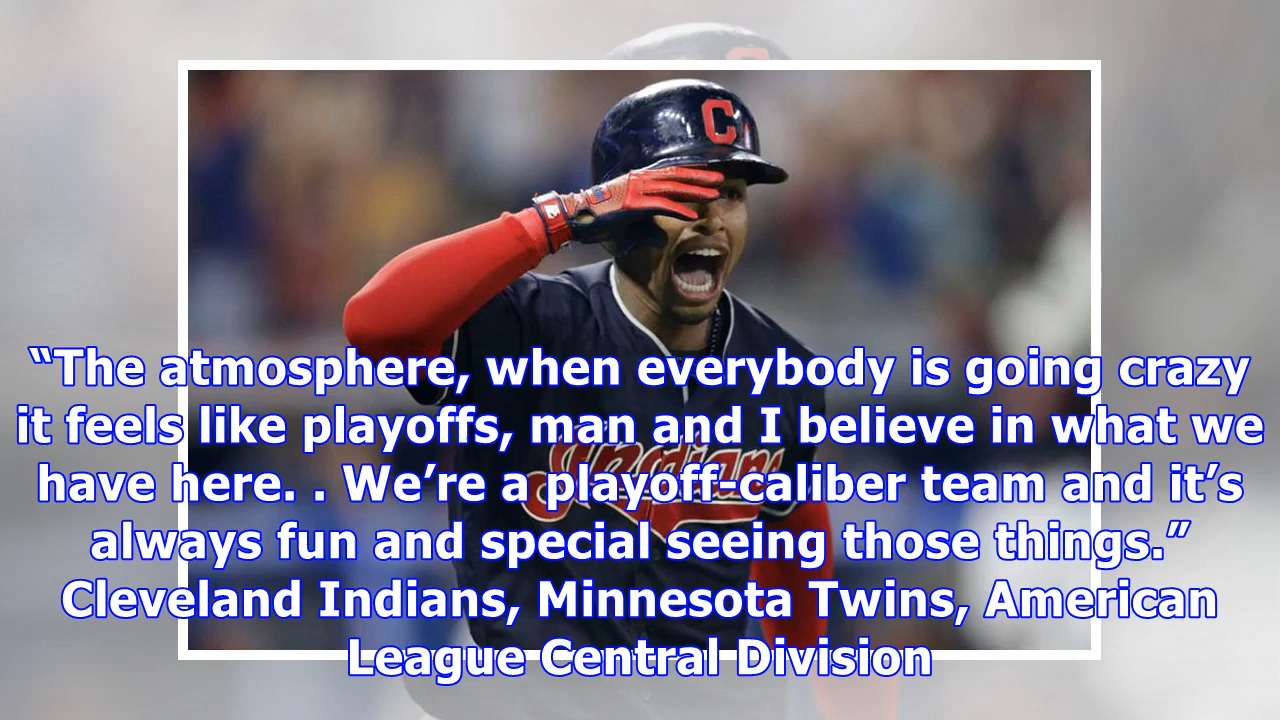 C
“The atmosphere, when everybody is going crazy
it feels like playoffs, man and I believe in what we
have here. . We’re a playoff-caliber team and it’s
always fun and special seeing those things.”
Cleveland Indians, Minnesota Twins, American
League Central Division
Indians